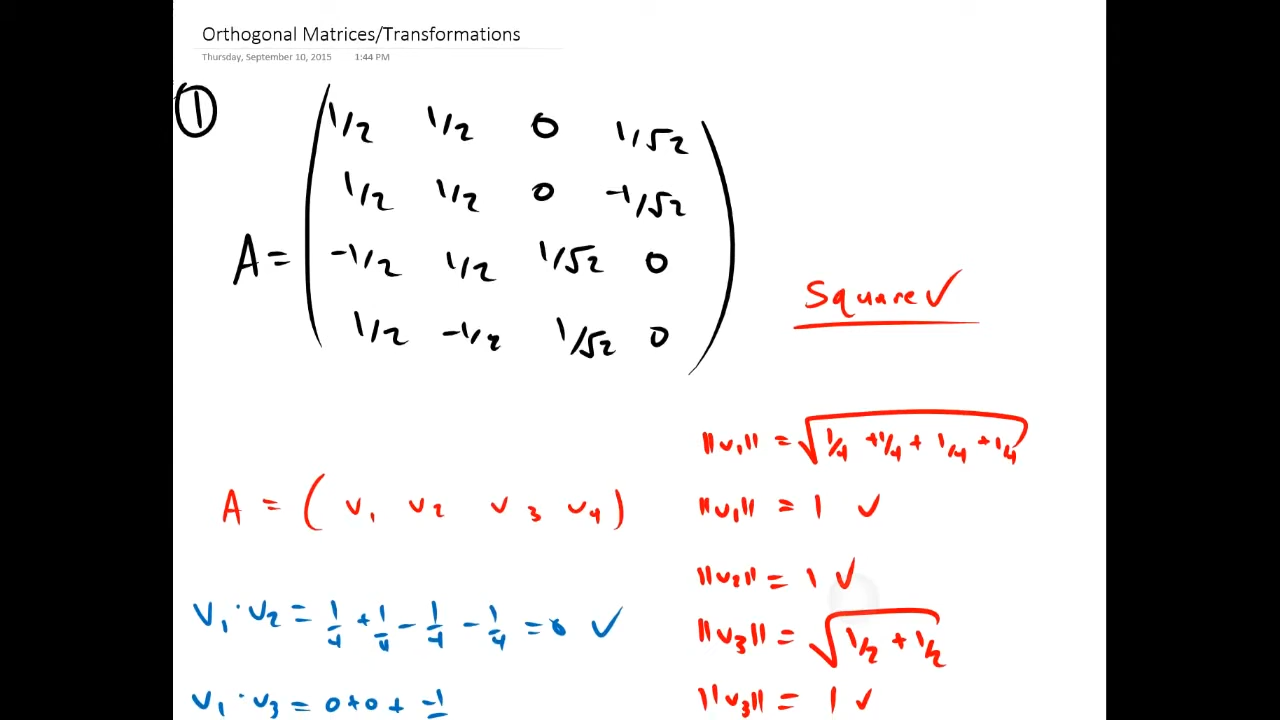 Orthogonal Matrices/Transformations
Thursday, September 10, 2015 1:44 PM
①
1/2 1/2 0 1/√2
1/2 1/2 0 -1/√2
A = -1/2 1/2 1/√2 0
1/2 -1/2 1/√2 0
Square ✓
||v₁|| = √(1/4 + 1/4 + 1/4 + 1/4)
A = ( v₁ v₂ v₃ v₄ )
||v₁|| = 1 ✓
||v₂|| = 1 ✓
v₁ · v₂ = 1/4 + 1/4 - 1/4 - 1/4 = 0 ✓
||v₃|| = √(1/2 + 1/2)
v₁ · v₃ = 0 + 0 + -1
||v₃|| = 1 ✓